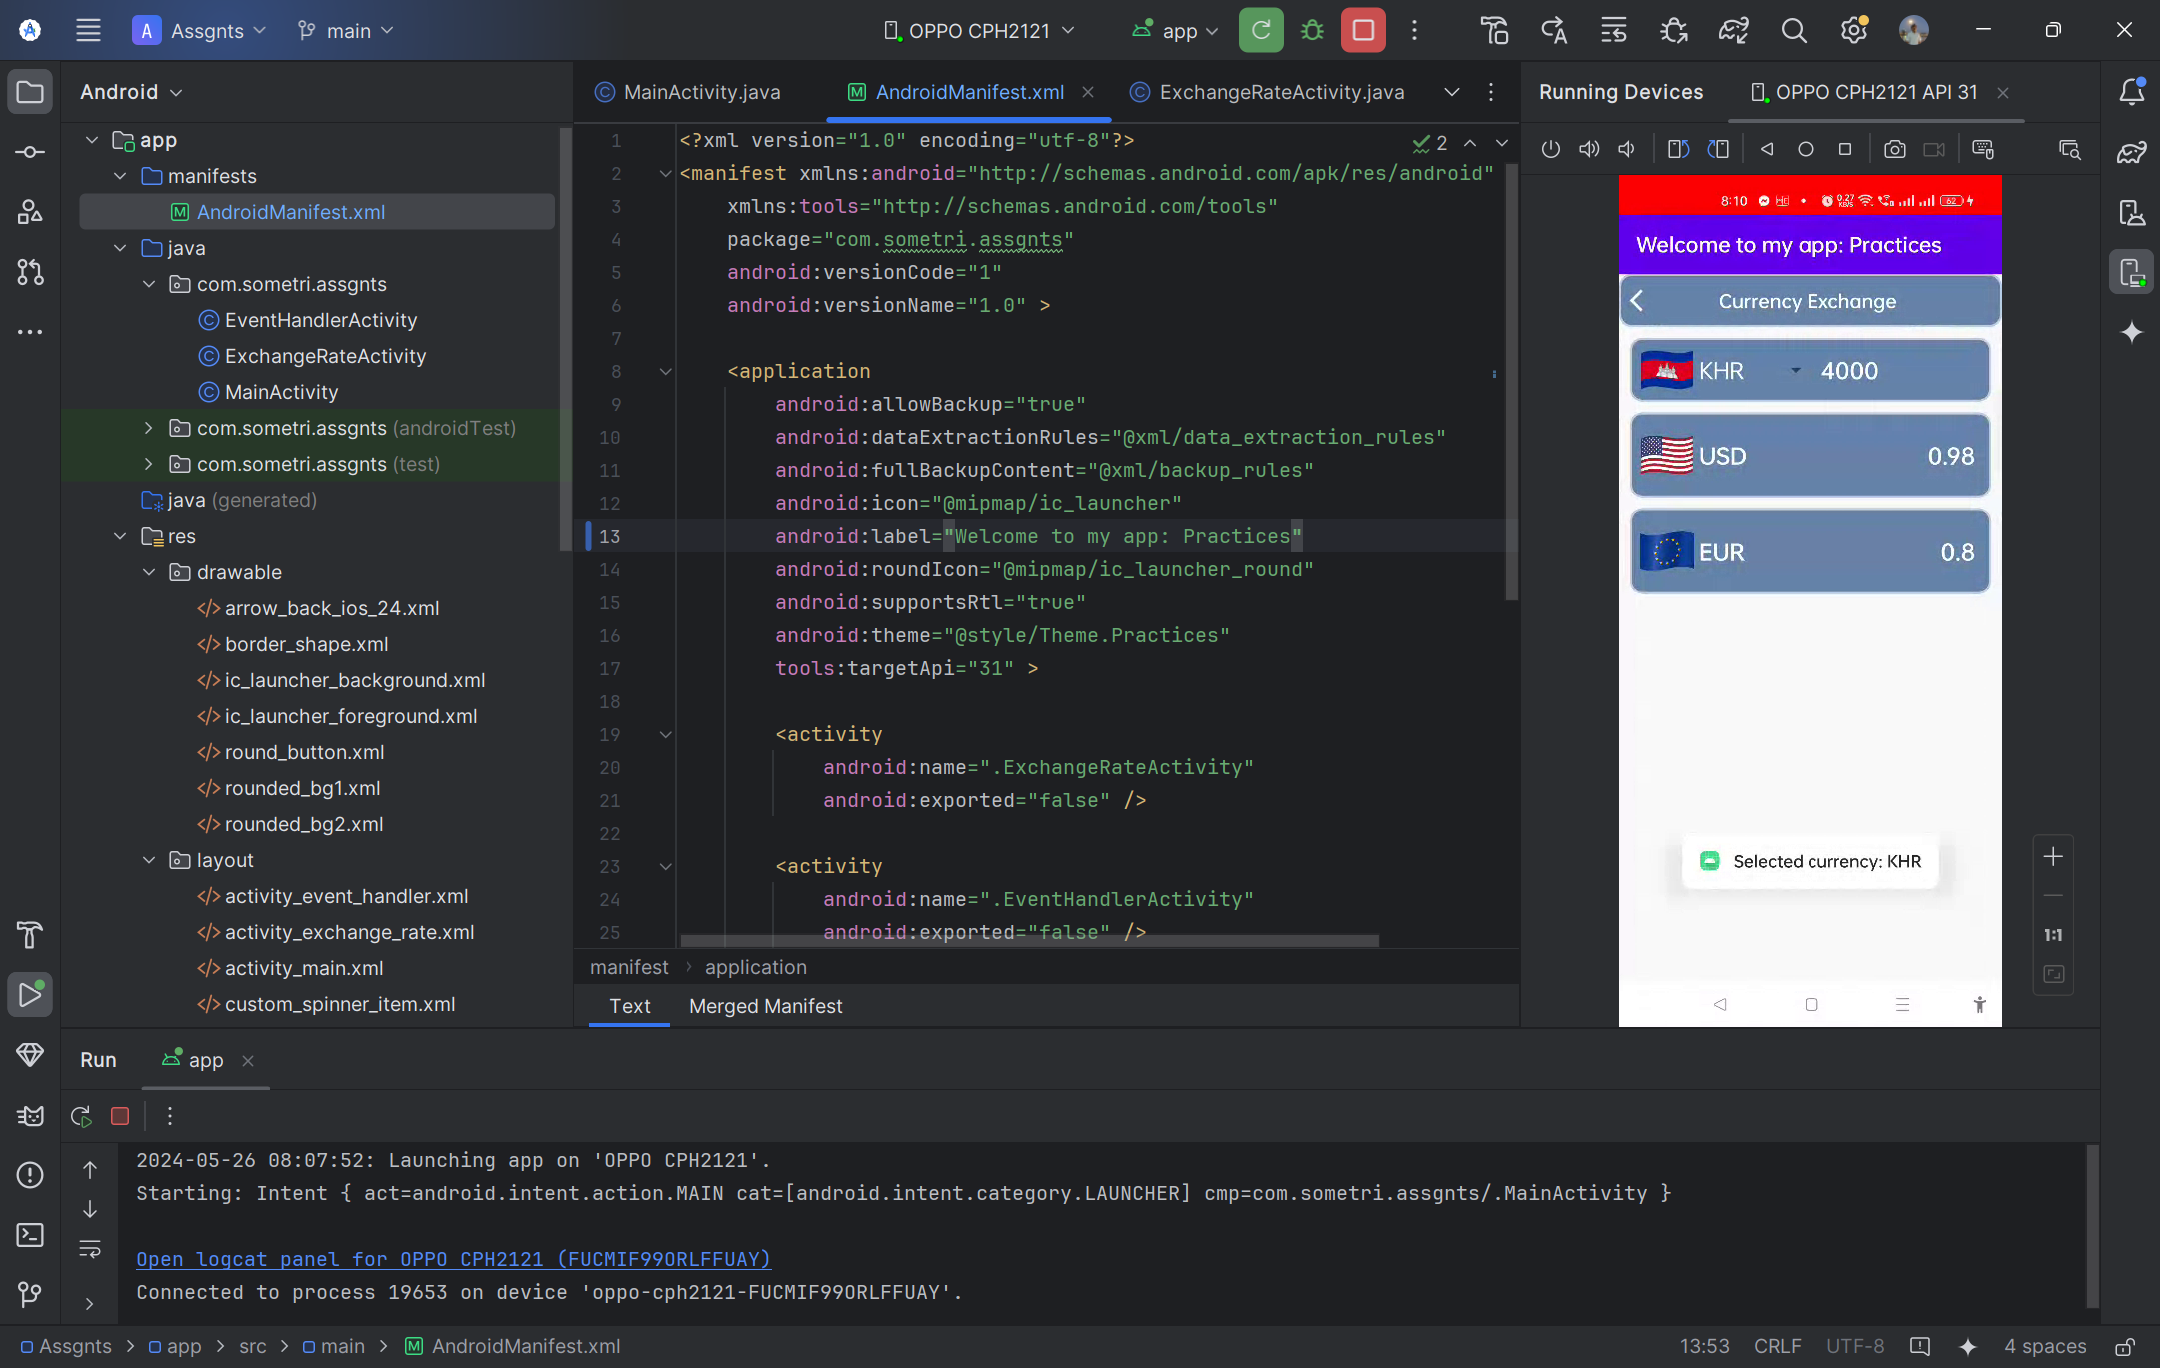 A Assgnts main OPPO CPH2121 app
Android
MainActivity.java AndroidManifest.xml ExchangeRateActivity.java
Running Devices OPPO CPH2121 API 31
app
manifests
AndroidManifest.xml
java
com.sometri.assgnts
EventHandlerActivity
ExchangeRateActivity
MainActivity
com.sometri.assgnts (androidTest)
com.sometri.assgnts (test)
java (generated)
res
drawable
arrow_back_ios_24.xml
border_shape.xml
ic_launcher_background.xml
ic_launcher_foreground.xml
round_button.xml
rounded_bg1.xml
rounded_bg2.xml
layout
activity_event_handler.xml
activity_exchange_rate.xml
activity_main.xml
custom_spinner_item.xml
2
1 <?xml version="1.0" encoding="utf-8"?>
2 <manifest xmlns:android="http://schemas.android.com/apk/res/android"
3 xmlns:tools="http://schemas.android.com/tools"
4 package="com.sometri.assgnts"
5 android:versionCode="1"
6 android:versionName="1.0" >
7
8 <application
9 android:allowBackup="true"
10 android:dataExtractionRules="@xml/data_extraction_rules"
11 android:fullBackupContent="@xml/backup_rules"
12 android:icon="@mipmap/ic_launcher"
13 android:label="Welcome to my app: Practices"
14 android:roundIcon="@mipmap/ic_launcher_round"
15 android:supportsRtl="true"
16 android:theme="@style/Theme.Practices"
17 tools:targetApi="31" >
18
19 <activity
20 android:name=".ExchangeRateActivity"
21 android:exported="false" />
22
23 <activity
24 android:name=".EventHandlerActivity"
25 android:exported="false" />
manifest application
Text Merged Manifest
8:10 0.27 KB/S 62
Welcome to my app: Practices
Currency Exchange
KHR 4000
USD 0.98
EUR 0.8
Selected currency: KHR
1:1
Run app
2024-05-26 08:07:52: Launching app on 'OPPO CPH2121'.
Starting: Intent { act=android.intent.action.MAIN cat=[android.intent.category.LAUNCHER] cmp=com.sometri.assgnts/.MainActivity }
Open logcat panel for OPPO CPH2121 (FUCMIF99ORLFFUAY)
Connected to process 19653 on device 'oppo-cph2121-FUCMIF99ORLFFUAY'.
Assgnts > app > src > main > AndroidManifest.xml
13:53 CRLF UTF-8 4 spaces